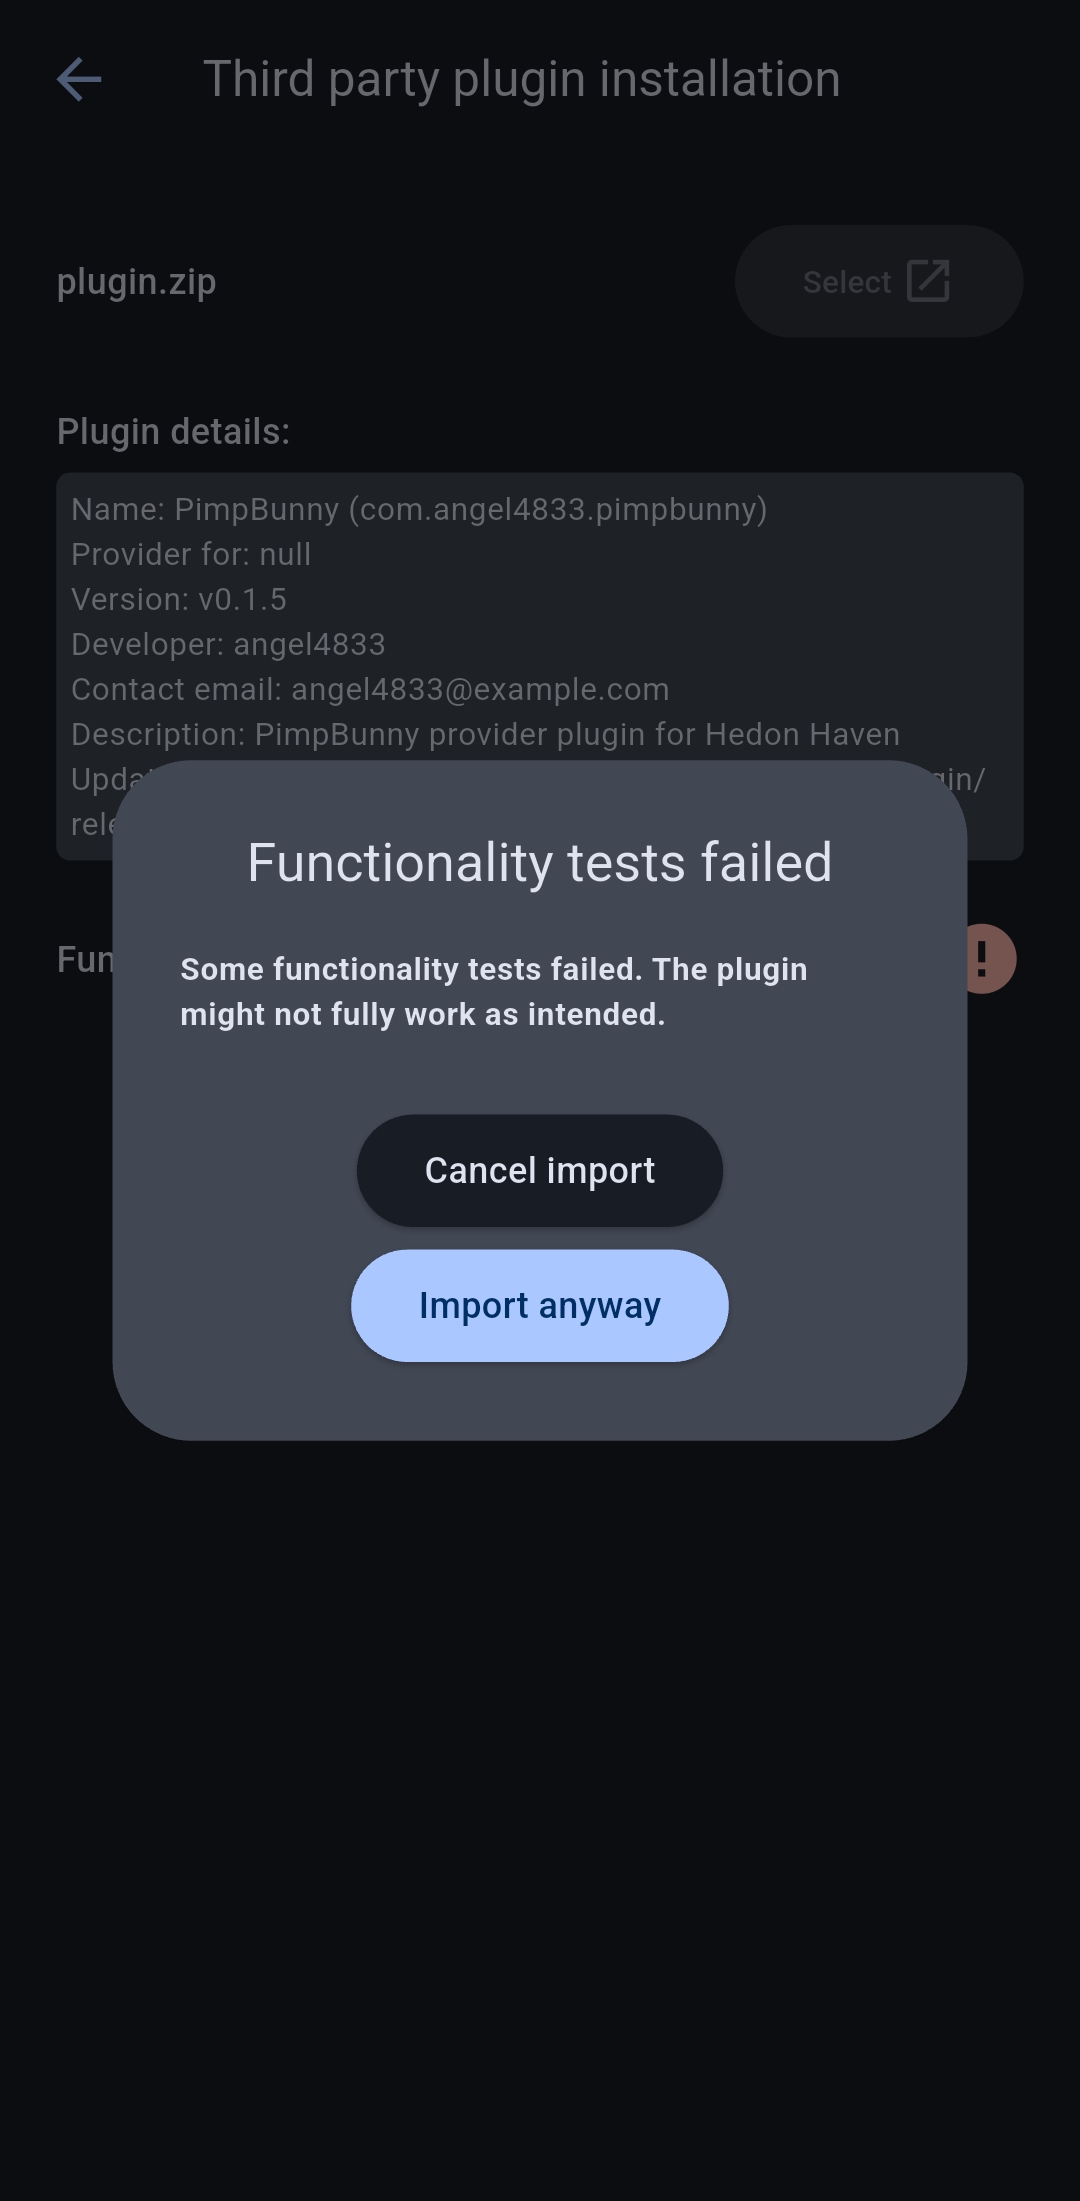 Third party plugin installation
plugin.zip
Select
Plugin details:
Name: PimpBunny (com.angel4833.pimpbunny)
Provider for: null
Version: v0.1.5
Developer: angel4833
Contact email: angel4833@example.com
Description: PimpBunny provider plugin for Hedon Haven
Functionality tests failed
Some functionality tests failed. The plugin
might not fully work as intended.
Cancel import
Import anyway